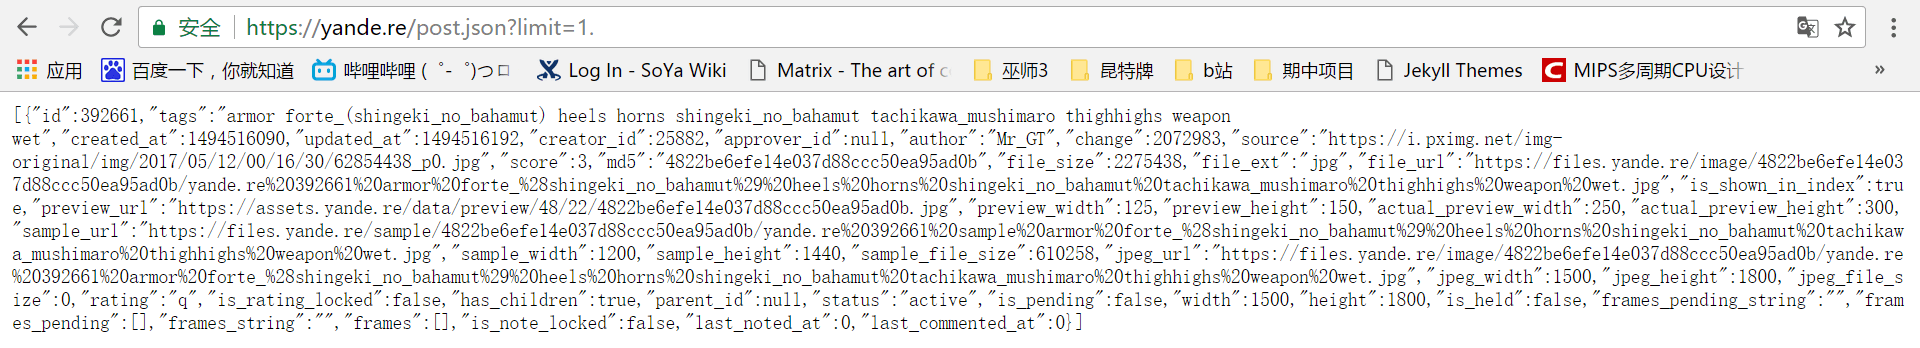 安全 https://yande.re/post.json?limit=1.
应用 百度一下，你就知道 哔哩哔哩 ( ゜- ゜)つロ Log In - SoYa Wiki Matrix - The art of c 巫师3 昆特牌 b站 期中项目 Jekyll Themes MIPS多周期CPU设计 »
[{"id":392661,"tags":"armor forte_(shingeki_no_bahamut) heels horns shingeki_no_bahamut tachikawa_mushimaro thighhighs weapon
wet","created_at":1494516090,"updated_at":1494516192,"creator_id":25882,"approver_id":null,"author":"Mr_GT","change":2072983,"source":"https://i.pximg.net/img-
original/img/2017/05/12/00/16/30/62854438_p0.jpg","score":3,"md5":"4822be6efe14e037d88ccc50ea95ad0b","file_size":2275438,"file_ext":"jpg","file_url":"https://files.yande.re/image/4822be6efe14e03
7d88ccc50ea95ad0b/yande.re%20392661%20armor%20forte_%28shingeki_no_bahamut%29%20heels%20horns%20shingeki_no_bahamut%20tachikawa_mushimaro%20thighhighs%20weapon%20wet.jpg","is_shown_in_index":tru
e,"preview_url":"https://assets.yande.re/data/preview/48/22/4822be6efe14e037d88ccc50ea95ad0b.jpg","preview_width":125,"preview_height":150,"actual_preview_width":250,"actual_preview_height":300,
"sample_url":"https://files.yande.re/sample/4822be6efe14e037d88ccc50ea95ad0b/yande.re%20392661%20sample%20armor%20forte_%28shingeki_no_bahamut%29%20heels%20horns%20shingeki_no_bahamut%20tachikaw
a_mushimaro%20thighhighs%20weapon%20wet.jpg","sample_width":1200,"sample_height":1440,"sample_file_size":610258,"jpeg_url":"https://files.yande.re/image/4822be6efe14e037d88ccc50ea95ad0b/yande.re
%20392661%20armor%20forte_%28shingeki_no_bahamut%29%20heels%20horns%20shingeki_no_bahamut%20tachikawa_mushimaro%20thighhighs%20weapon%20wet.jpg","jpeg_width":1500,"jpeg_height":1800,"jpeg_file_s
ize":0,"rating":"q","is_rating_locked":false,"has_children":true,"parent_id":null,"status":"active","is_pending":false,"width":1500,"height":1800,"is_held":false,"frames_pending_string":"","fram
es_pending":[],"frames_string":"","frames":[],"is_note_locked":false,"last_noted_at":0,"last_commented_at":0}]